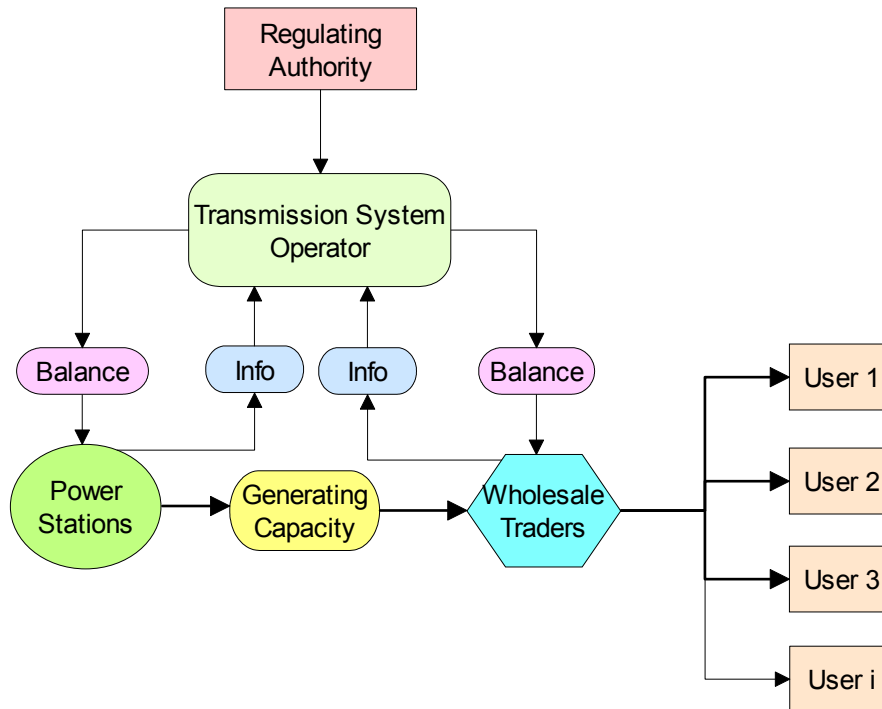 Regulating
Authority
Transmission System
Operator
Balance
Info
Info
Balance
User 1
Power
Stations
Generating
Capacity
Wholesale
Traders
User 2
User 3
User i